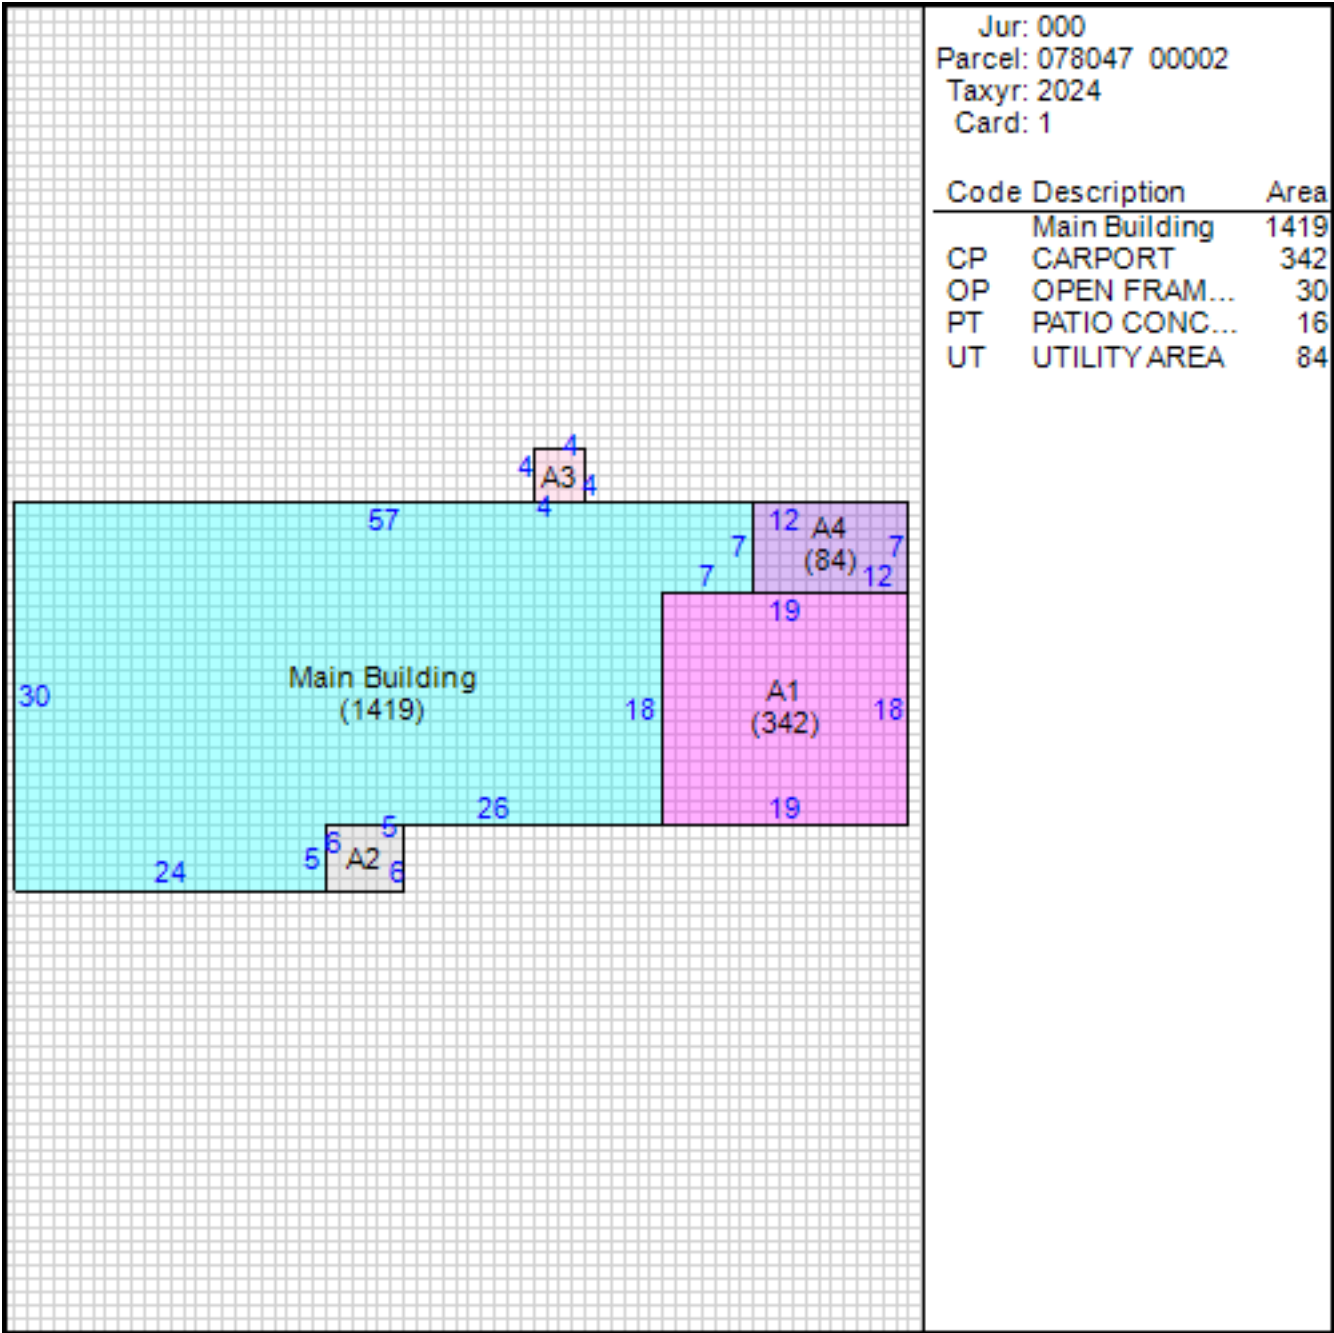 Jur: 000
Parcel: 078047 00002
Taxyr: 2024
Card: 1
Code Description Area
Main Building 1419
CP CARPORT 342
OP OPEN FRAM... 30
PT PATIO CONC... 16
UT UTILITY AREA 84
4
4 A3 4
4
57
12 A4
7 (84) 7
7 12
19
Main Building
(1419)
30
18
A1
(342)
18
26
19
5
6
5 A2 6
24